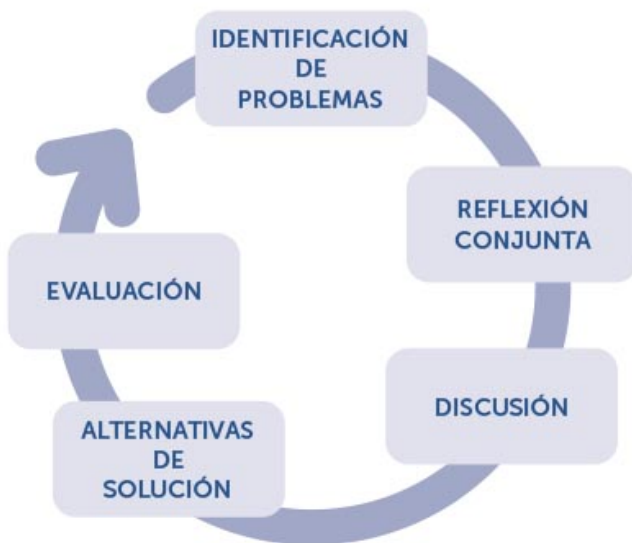 IDENTIFICACIÓN
DE
PROBLEMAS
REFLEXIÓN
CONJUNTA
DISCUSIÓN
ALTERNATIVAS
DE
SOLUCIÓN
EVALUACIÓN